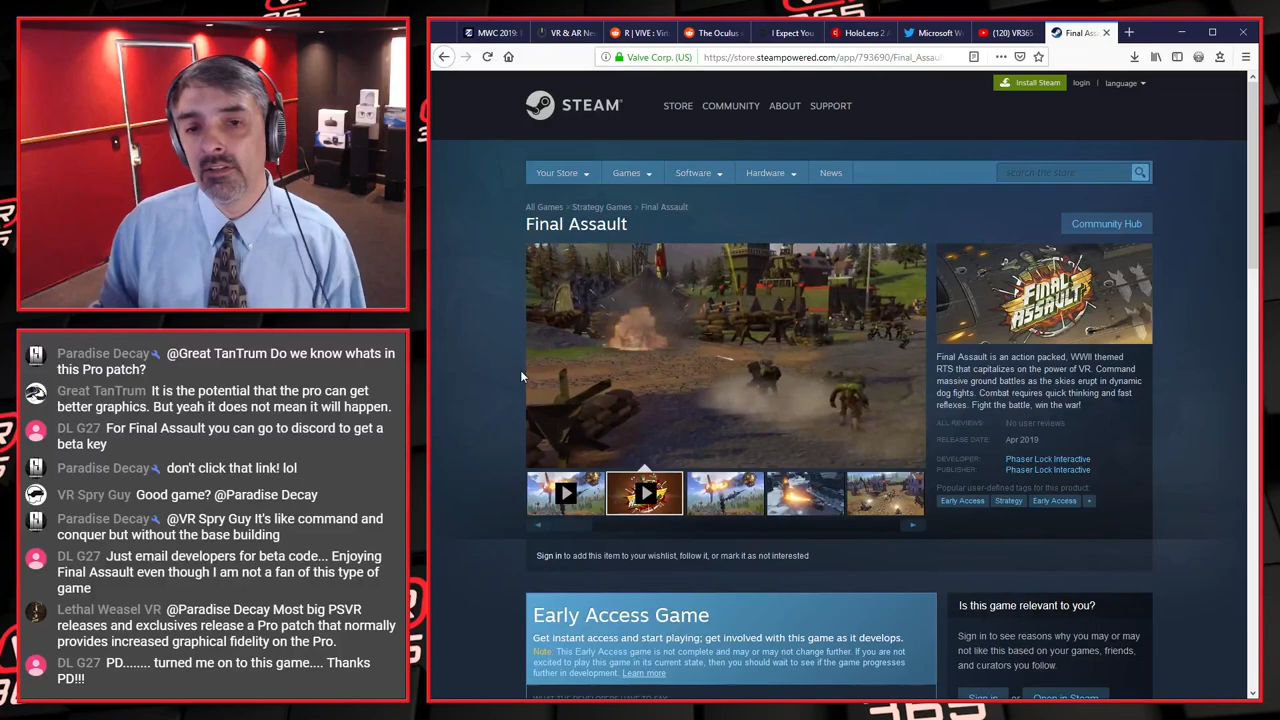 MWC 2019:
VR & AR Ne
R | VIVE : Virt
The Oculus
I Expect You
HoloLens 2 A
Microsoft W
(120) VR365
Final Ass
Valve Corp. (US)
https://store.steampowered.com/app/793690/Final_Assau
Install Steam
login
language
STEAM
STORE
COMMUNITY
ABOUT
SUPPORT
Your Store
Games
Software
Hardware
News
search the store
All Games > Strategy Games > Final Assault
Final Assault
Community Hub
FINAL
ASSAULT
Final Assault is an action packed, WWII themed
RTS that capitalizes on the power of VR. Command
massive ground battles as the skies erupt in dynamic
dog fights. Combat requires quick thinking and fast
reflexes. Fight the battle, win the war!
ALL REVIEWS: No user reviews
RELEASE DATE: Apr 2019
DEVELOPER: Phaser Lock Interactive
PUBLISHER: Phaser Lock Interactive
Popular user-defined tags for this product:
Early Access
Strategy
Early Access
+
Sign in to add this item to your wishlist, follow it, or mark it as not interested
Early Access Game
Get instant access and start playing; get involved with this game as it develops.
Note: This Early Access game is not complete and may or may not change further. If you are
not excited to play this game in its current state, then you should wait to see if the game progresses
further in development. Learn more
WHAT THE DEVELOPERS HAVE TO SAY:
Is this game relevant to you?
Sign in to see reasons why you may or may
not like this based on your games, friends,
and curators you follow.
Sign in or Open in Steam
Paradise Decay @Great TanTrum Do we know whats in
this Pro patch?
Great TanTrum It is the potential that the pro can get
better graphics. But yeah it does not mean it will happen.
DL G27 For Final Assault you can go to discord to get a
beta key
Paradise Decay don't click that link! lol
VR Spry Guy Good game? @Paradise Decay
Paradise Decay @VR Spry Guy It's like command and
conquer but without the base building
DL G27 Just email developers for beta code... Enjoying
Final Assault even though I am not a fan of this type of
game
Lethal Weasel VR @Paradise Decay Most big PSVR
releases and exclusives release a Pro patch that normally
provides increased graphical fidelity on the Pro.
DL G27 PD........ turned me on to this game.... Thanks
PD!!!